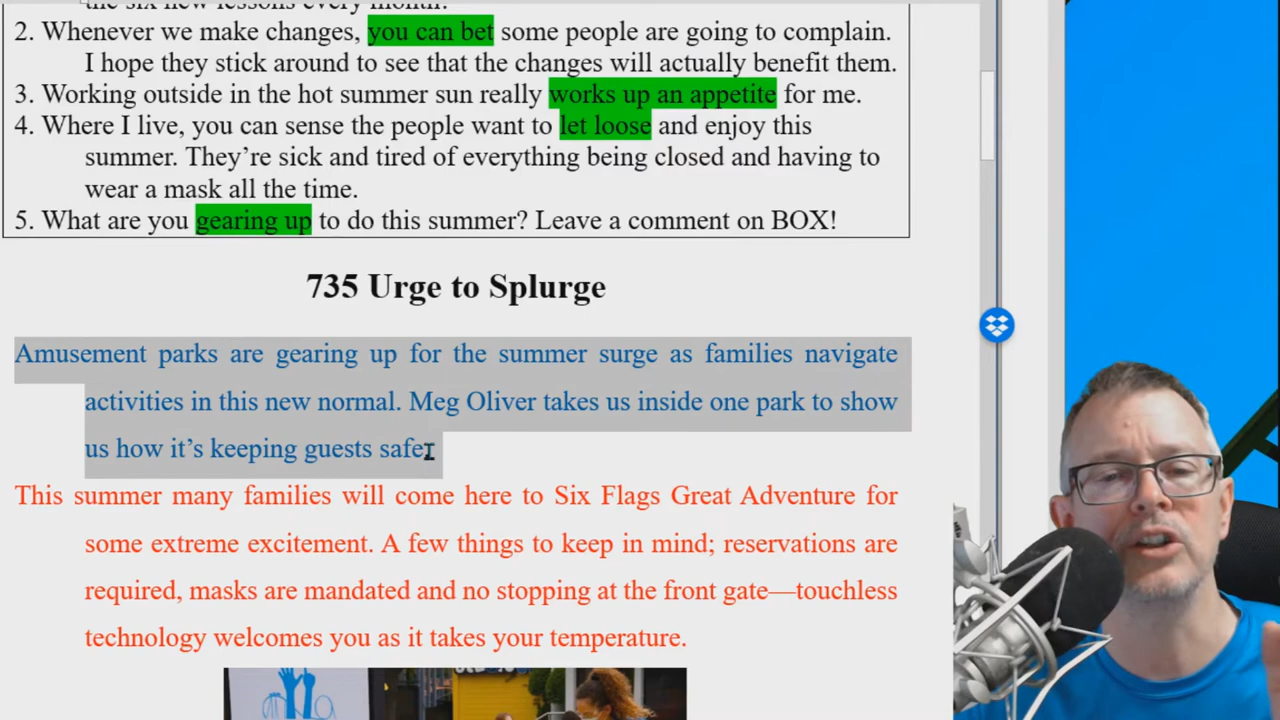 the six new lessons every month.
2. Whenever we make changes, you can bet some people are going to complain.
I hope they stick around to see that the changes will actually benefit them.
3. Working outside in the hot summer sun really works up an appetite for me.
4. Where I live, you can sense the people want to let loose and enjoy this
summer. They’re sick and tired of everything being closed and having to
wear a mask all the time.
5. What are you gearing up to do this summer? Leave a comment on BOX!
735 Urge to Splurge
Amusement parks are gearing up for the summer surge as families navigate
activities in this new normal. Meg Oliver takes us inside one park to show
us how it’s keeping guests safe.
This summer many families will come here to Six Flags Great Adventure for
some extreme excitement. A few things to keep in mind; reservations are
required, masks are mandated and no stopping at the front gate—touchless
technology welcomes you as it takes your temperature.